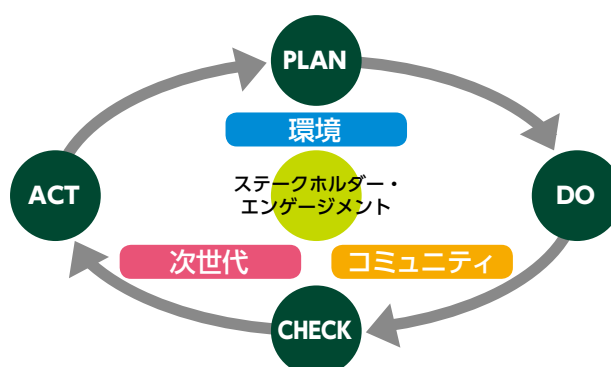 PLAN
環境
ACT
ステークホルダー・
エンゲージメント
DO
次世代
コミュニティ
CHECK